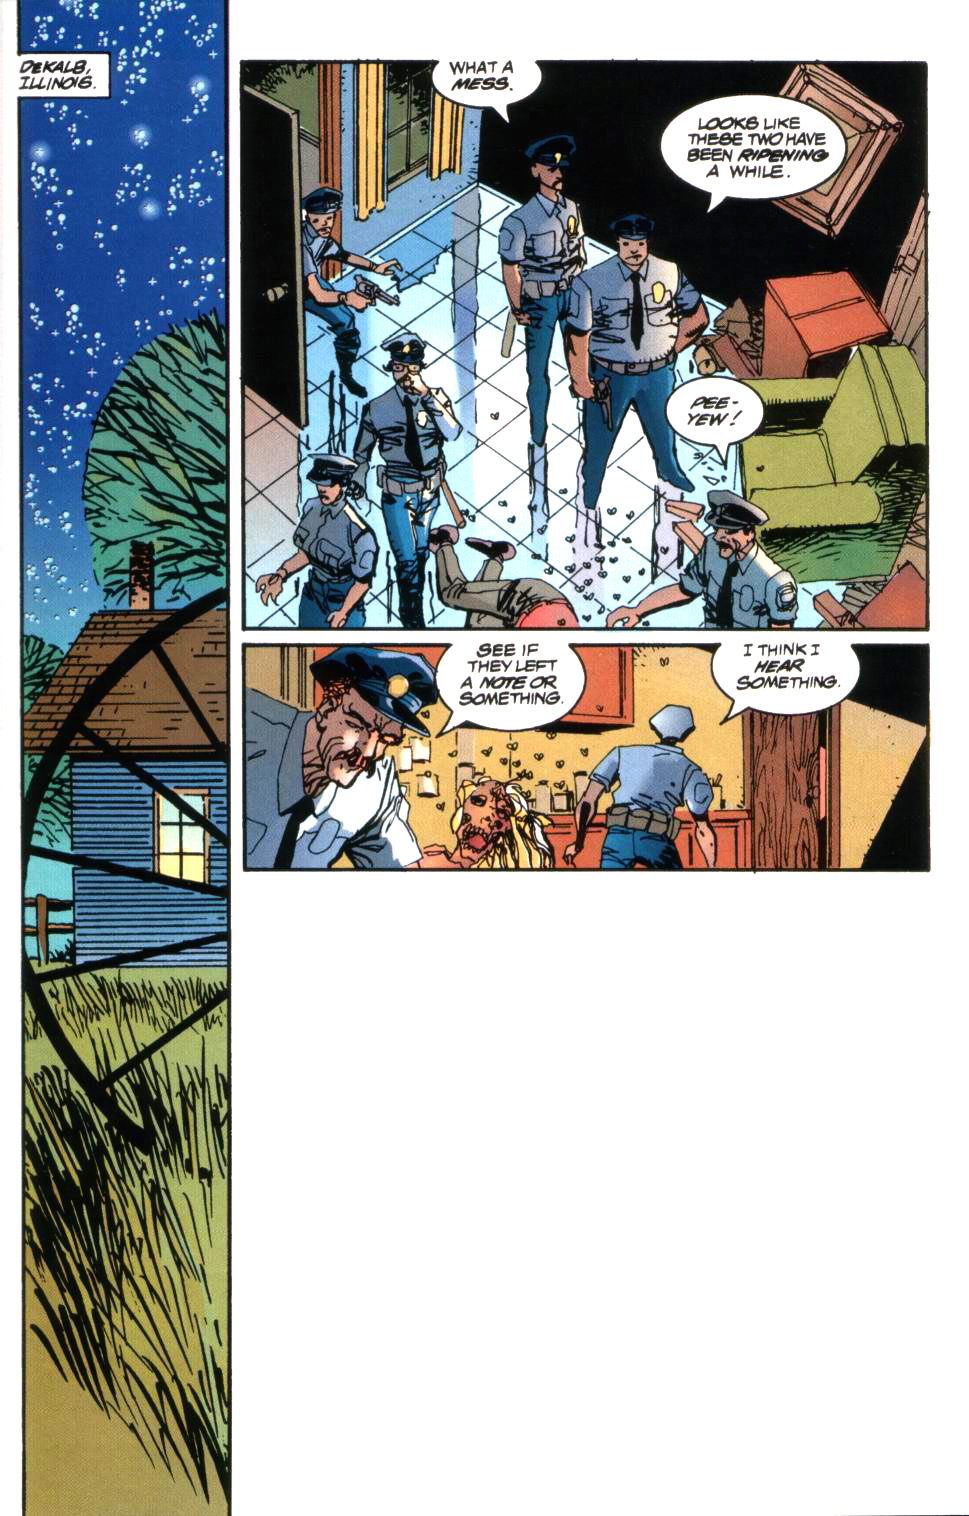 DEKALB,
ILLINOIS.
WHAT A
MESS.
LOOKS LIKE
THESE TWO HAVE
BEEN RIPENING
A WHILE.
PEE-
YEW!
SEE IF
THEY LEFT
A NOTE OR
SOMETHING.
I THINK I
HEAR
SOMETHING.